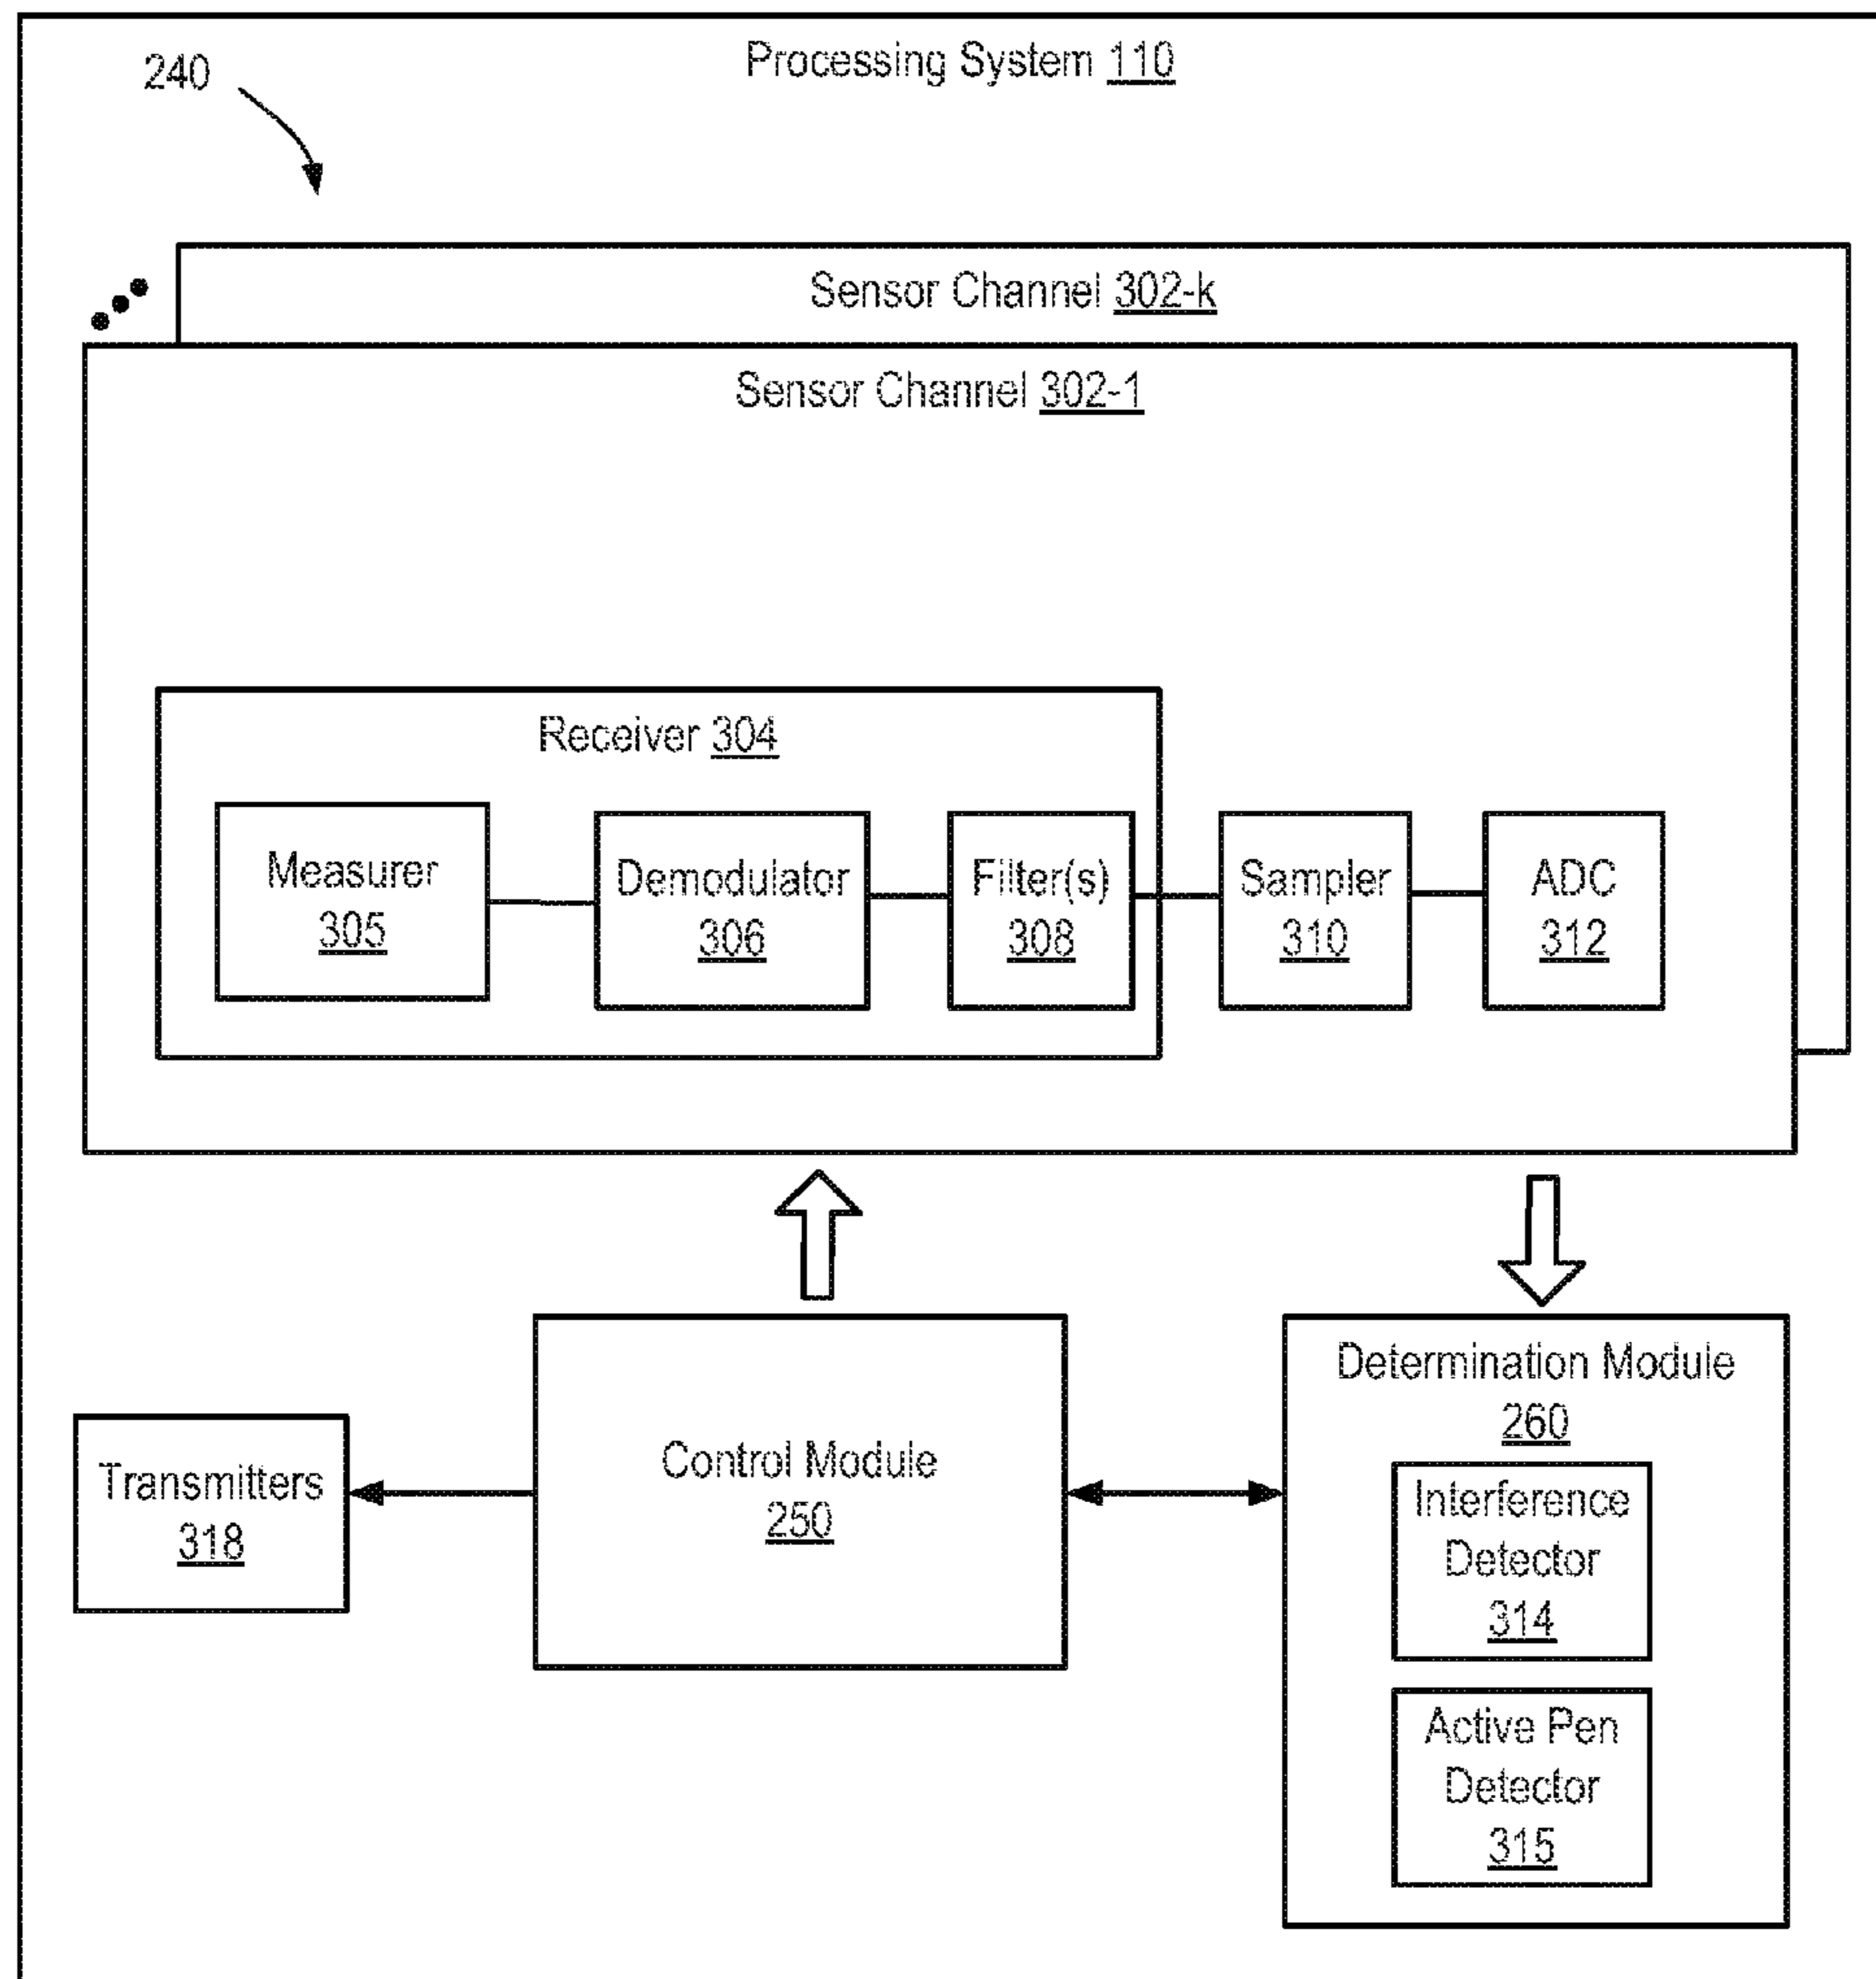 Processing System 110
240
Sensor Channel 302-k
Sensor Channel 302-1
Receiver 304
Measurer
305
Demodulator
306
Filter(s)
308
Sampler
310
ADC
312
Control Module
250
Transmitters
318
Determination Module
260
Interference
Detector
314
Active Pen
Detector
315